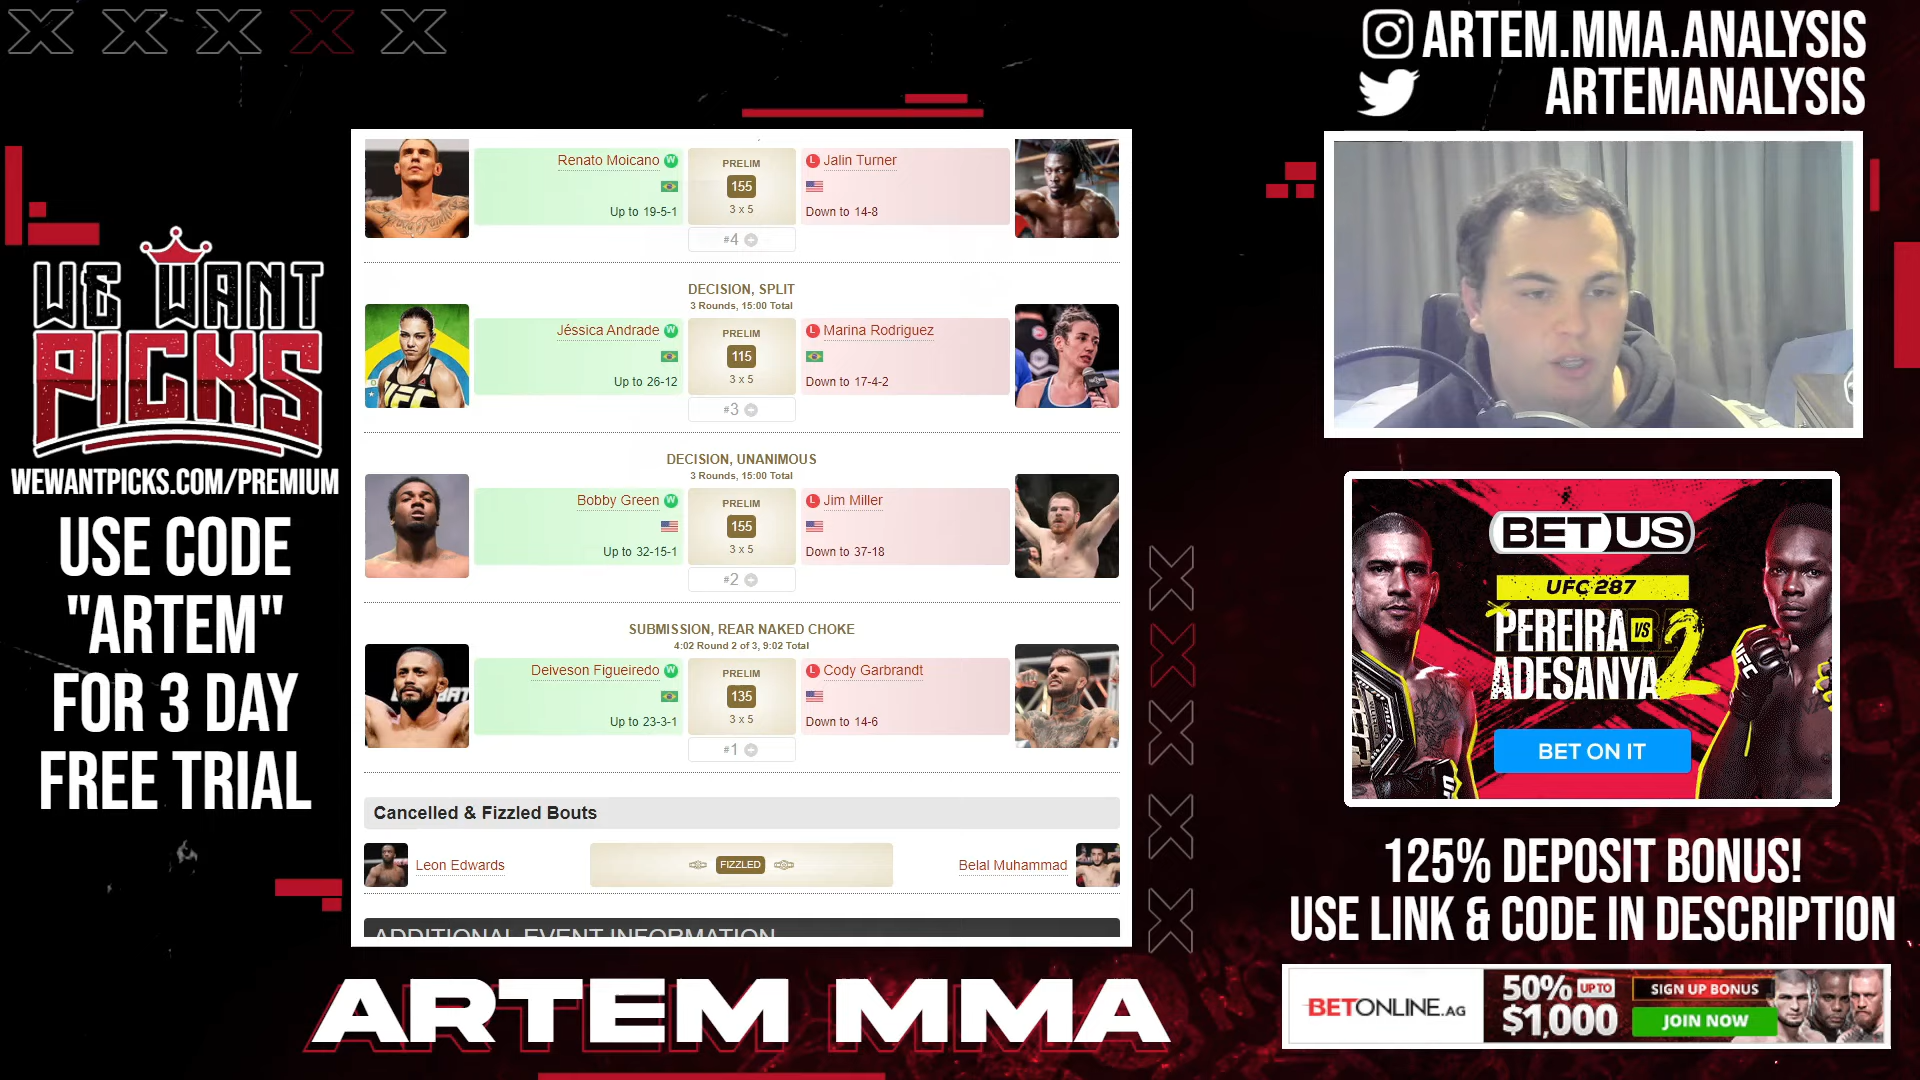 ARTEM.MMA.ANALYSIS
ARTEMANALYSIS
WE WANT
PICKS
WEWANTPICKS.COM/PREMIUM
USE CODE
"ARTEM"
FOR 3 DAY
FREE TRIAL
Renato Moicano W
PRELIM
L Jalin Turner
155
Up to 19-5-1
3 x 5
Down to 14-8
#4
DECISION, SPLIT
3 Rounds, 15:00 Total
Jéssica Andrade W
PRELIM
L Marina Rodriguez
115
Up to 26-12
3 x 5
Down to 17-4-2
#3
DECISION, UNANIMOUS
3 Rounds, 15:00 Total
Bobby Green W
PRELIM
L Jim Miller
155
Up to 32-15-1
3 x 5
Down to 37-18
#2
SUBMISSION, REAR NAKED CHOKE
4:02 Round 2 of 3, 9:02 Total
Deiveson Figueiredo W
PRELIM
L Cody Garbrandt
135
Up to 23-3-1
3 x 5
Down to 14-6
#1
Cancelled & Fizzled Bouts
Leon Edwards
FIZZLED
Belal Muhammad
ADDITIONAL EVENT INFORMATION
ARTEM MMA
BETUS
UFC 287
PEREIRA VS
ADESANYA 2
BET ON IT
125% DEPOSIT BONUS!
USE LINK & CODE IN DESCRIPTION
BETONLINE.AG
50% UP TO
$1,000
SIGN UP BONUS
JOIN NOW